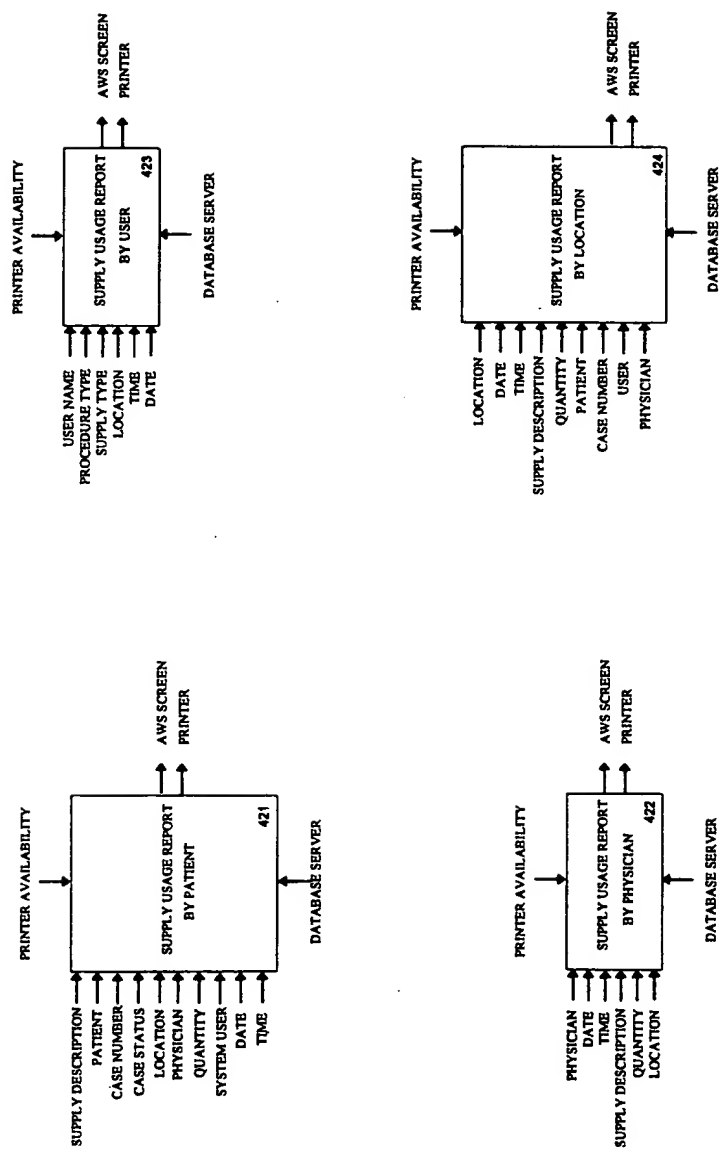 PRINTER AVAILABILITY
SUPPLY DESCRIPTION
PATIENT
CASE NUMBER
CASE STATUS
LOCATION
PHYSICIAN
QUANTITY
SYSTEM USER
DATE
TIME
SUPPLY USAGE REPORT
BY PATIENT
421
AWS SCREEN
PRINTER
DATABASE SERVER
PRINTER AVAILABILITY
USER NAME
PROCEDURE TYPE
SUPPLY TYPE
LOCATION
TIME
DATE
SUPPLY USAGE REPORT
BY USER
423
AWS SCREEN
PRINTER
DATABASE SERVER
PRINTER AVAILABILITY
PHYSICIAN
DATE
TIME
SUPPLY DESCRIPTION
QUANTITY
LOCATION
SUPPLY USAGE REPORT
BY PHYSICIAN
422
AWS SCREEN
PRINTER
DATABASE SERVER
PRINTER AVAILABILITY
LOCATION
DATE
TIME
SUPPLY DESCRIPTION
QUANTITY
PATIENT
CASE NUMBER
USER
PHYSICIAN
SUPPLY USAGE REPORT
BY LOCATION
424
AWS SCREEN
PRINTER
DATABASE SERVER